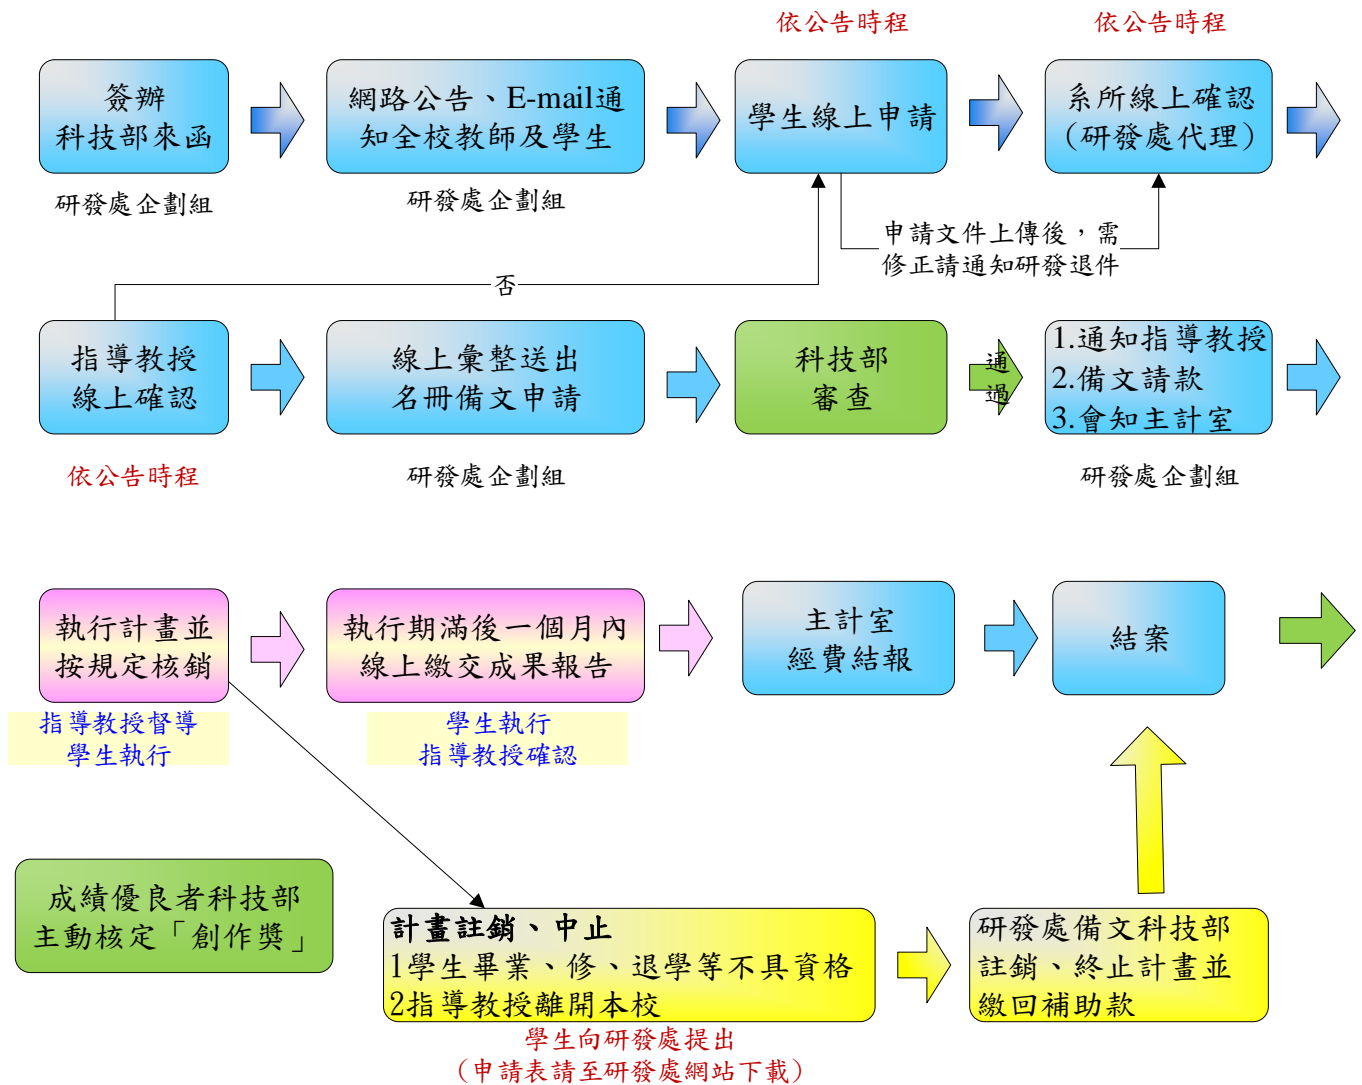 依公告時程
依公告時程
簽辦
科技部來函
網路公告、E-mail通
知全校教師及學生
學生線上申請
系所線上確認
（研發處代理）
研發處企劃組
研發處企劃組
申請文件上傳後，需
修正請通知研發退件
否
指導教授
線上確認
線上彙整送出
名冊備文申請
科技部
審查
通
過
1.通知指導教授
2.備文請款
3.會知主計室
依公告時程
研發處企劃組
研發處企劃組
執行計畫並
按規定核銷
執行期滿後一個月內
線上繳交成果報告
主計室
經費結報
結案
指導教授督導
學生執行
學生執行
指導教授確認
成績優良者科技部
主動核定「創作獎」
計畫註銷、中止
1學生畢業、修、退學等不具資格
2指導教授離開本校
研發處備文科技部
註銷、終止計畫並
繳回補助款
學生向研發處提出
（申請表請至研發處網站下載）